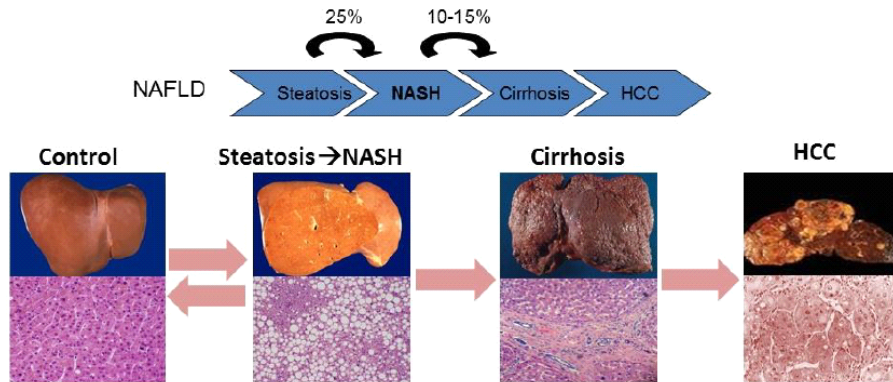 25%
10-15%
NAFLD
Steatosis
NASH
Cirrhosis
HCC
Control
Steatosis→NASH
Cirrhosis
HCC